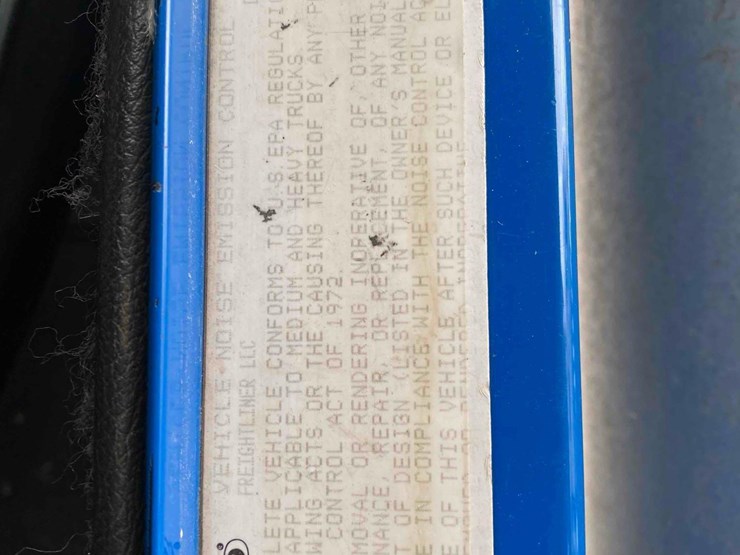 VEHICLE NOISE EMISSION CONTROL
FREIGHTLINER LLC
LETE VEHICLE CONFORMS TO U.S. EPA REGULATI
APPLICABLE TO MEDIUM AND HEAVY TRUCKS.
WING ACTS OR THE CAUSING THEREOF BY ANY P
CONTROL ACT OF 1972.
MOVAL OR RENDERING INOPERATIVE OF OTHER
NANCE, REPAIR, OR REPLACEMENT, OF ANY NOI
T OF DESIGN (LISTED IN THE OWNER'S MANUAL
E IN COMPLIANCE WITH THE NOISE CONTROL AC
E OF THIS VEHICLE AFTER SUCH DEVICE OR EL